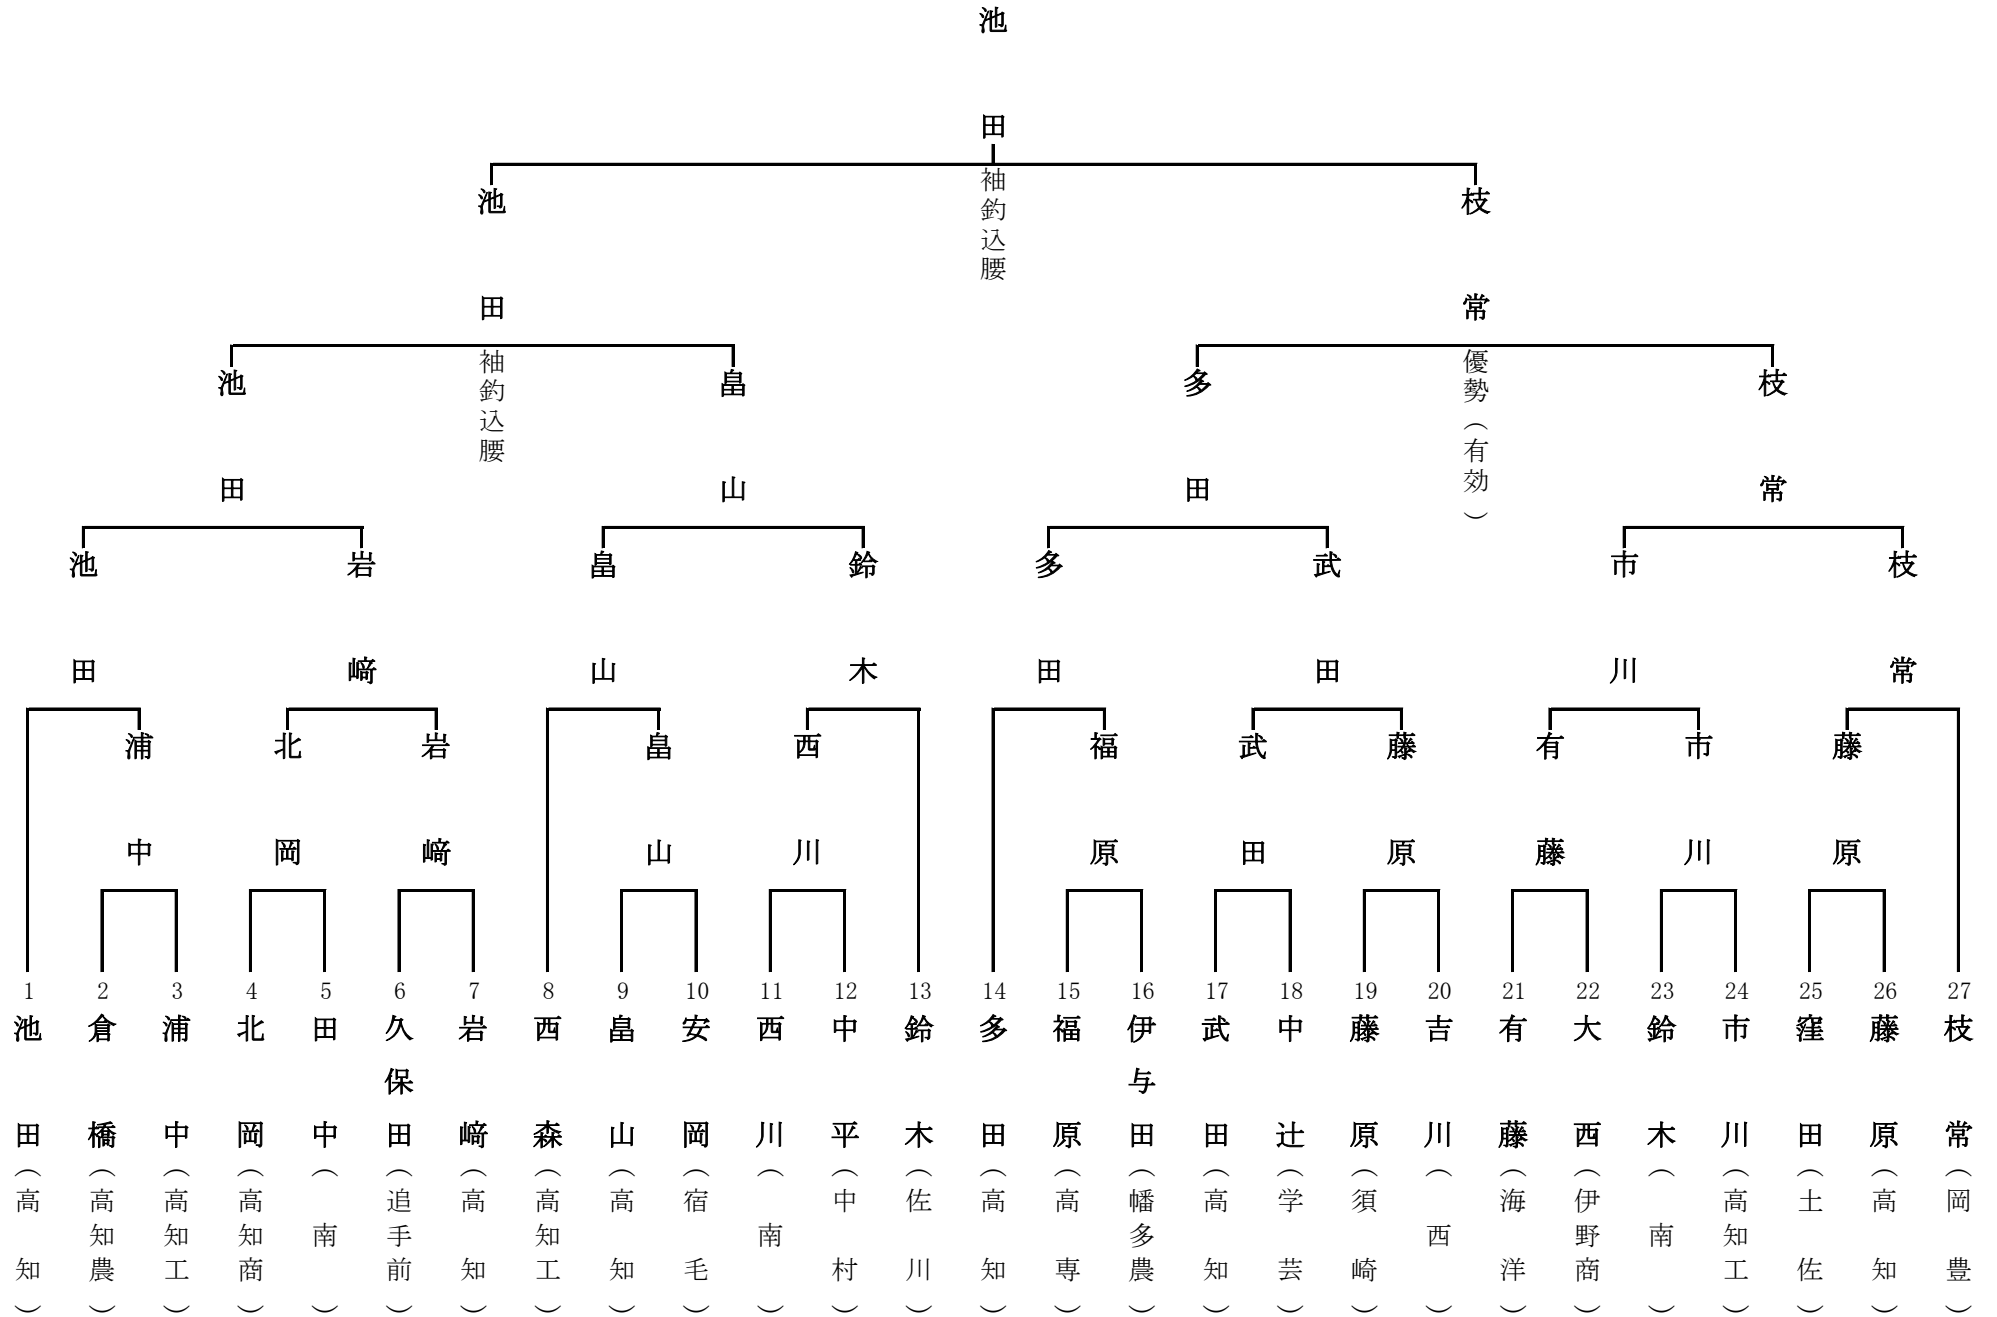 池田
袖釣込腰
池田
枝常
袖釣込腰
優勢（有効）
池田
畠山
多田
枝常
池田
岩﨑
畠山
鈴木
多田
武田
市川
枝常
浦中
北岡
岩﨑
畠山
西川
福原
武田
藤原
有藤
市川
藤原
1 池田（高知）
2 倉橋（高知農）
3 浦中（高知工）
4 北岡（高知商）
5 田中（南）
6 久保田（追手前）
7 岩﨑（高知）
8 西森（高知工）
9 畠山（高知）
10 安岡（宿毛）
11 西川（南）
12 中平（中村）
13 鈴木（佐川）
14 多田（高知）
15 福原（高専）
16 伊与田（幡多農）
17 武田（高知）
18 中辻（学芸）
19 藤原（須崎）
20 吉川（西）
21 有藤（海洋）
22 大西（伊野商）
23 鈴木（南）
24 市川（高知工）
25 窪田（土佐）
26 藤原（高知）
27 枝常（岡豊）